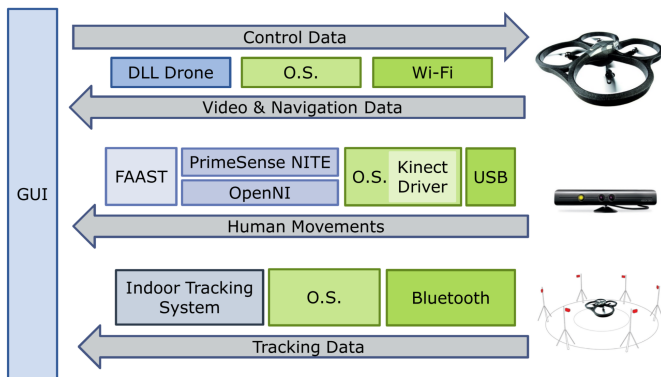 GUI
Control Data
DLL Drone
O.S.
Wi-Fi
Video & Navigation Data
FAAST
PrimeSense NITE
OpenNI
O.S.
Kinect
Driver
USB
Human Movements
Indoor Tracking
System
O.S.
Bluetooth
Tracking Data